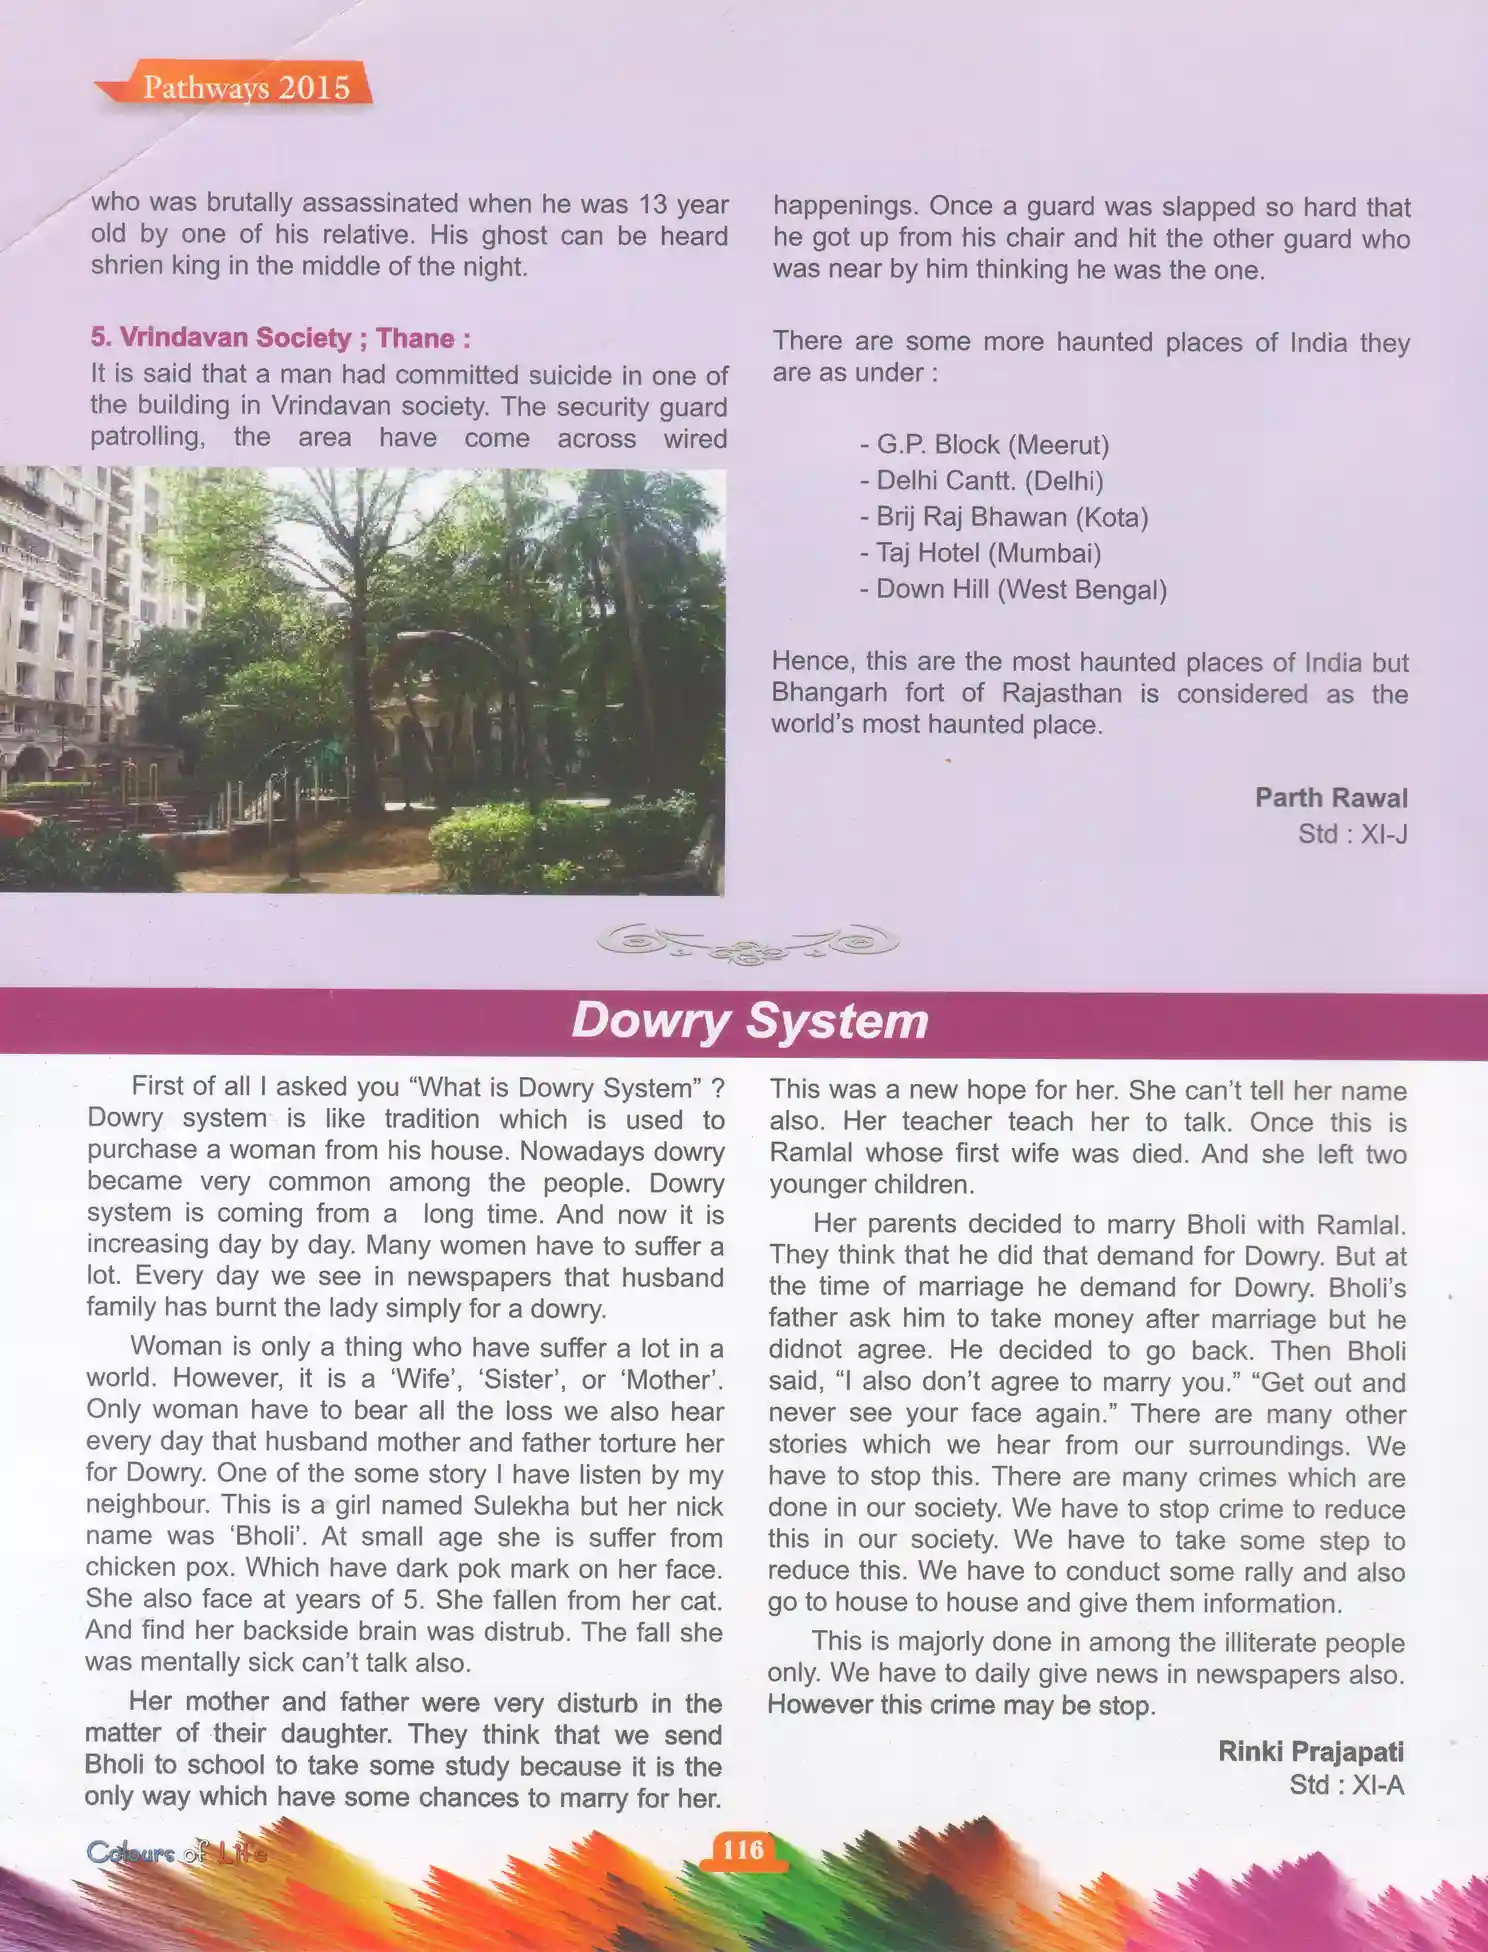 Pathways 2015
who was brutally assassinated when he was 13 year
old by one of his relative. His ghost can be heard
shrien king in the middle of the night.
5. Vrindavan Society ; Thane :
It is said that a man had committed suicide in one of
the building in Vrindavan society. The security guard
patrolling, the area have come across wired
happenings. Once a guard was slapped so hard that
he got up from his chair and hit the other guard who
was near by him thinking he was the one.
There are some more haunted places of India they
are as under :
- G.P. Block (Meerut)
- Delhi Cantt. (Delhi)
- Brij Raj Bhawan (Kota)
- Taj Hotel (Mumbai)
- Down Hill (West Bengal)
Hence, this are the most haunted places of India but
Bhangarh fort of Rajasthan is considered as the
world's most haunted place.
Parth Rawal
Std : XI-J
Dowry System
First of all I asked you “What is Dowry System” ?
Dowry system is like tradition which is used to
purchase a woman from his house. Nowadays dowry
became very common among the people. Dowry
system is coming from a long time. And now it is
increasing day by day. Many women have to suffer a
lot. Every day we see in newspapers that husband
family has burnt the lady simply for a dowry.
Woman is only a thing who have suffer a lot in a
world. However, it is a ‘Wife’, ‘Sister’, or ‘Mother’.
Only woman have to bear all the loss we also hear
every day that husband mother and father torture her
for Dowry. One of the some story I have listen by my
neighbour. This is a girl named Sulekha but her nick
name was ‘Bholi’. At small age she is suffer from
chicken pox. Which have dark pok mark on her face.
She also face at years of 5. She fallen from her cat.
And find her backside brain was distrub. The fall she
was mentally sick can’t talk also.
Her mother and father were very disturb in the
matter of their daughter. They think that we send
Bholi to school to take some study because it is the
only way which have some chances to marry for her.
This was a new hope for her. She can’t tell her name
also. Her teacher teach her to talk. Once this is
Ramlal whose first wife was died. And she left two
younger children.
Her parents decided to marry Bholi with Ramlal.
They think that he did that demand for Dowry. But at
the time of marriage he demand for Dowry. Bholi’s
father ask him to take money after marriage but he
didnot agree. He decided to go back. Then Bholi
said, “I also don’t agree to marry you.” “Get out and
never see your face again.” There are many other
stories which we hear from our surroundings. We
have to stop this. There are many crimes which are
done in our society. We have to stop crime to reduce
this in our society. We have to take some step to
reduce this. We have to conduct some rally and also
go to house to house and give them information.
This is majorly done in among the illiterate people
only. We have to daily give news in newspapers also.
However this crime may be stop.
Rinki Prajapati
Std : XI-A
Colours of Life
116